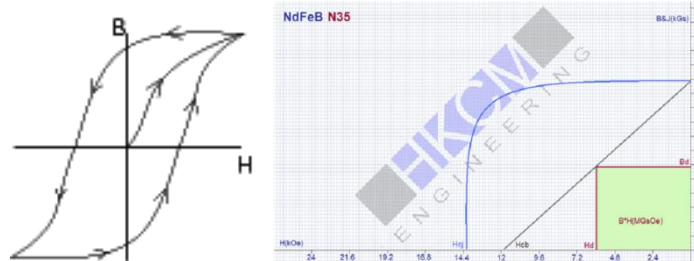 B
H
NdFeB N35
B&J(kGs)
HKCM
ENGINEERING
Bd
B*H(MGsOe)
H(kOe)
Hcj
Hcb
Hd
24 21.6 19.2 16.8 14.4 12 9.6 7.2 4.8 2.4